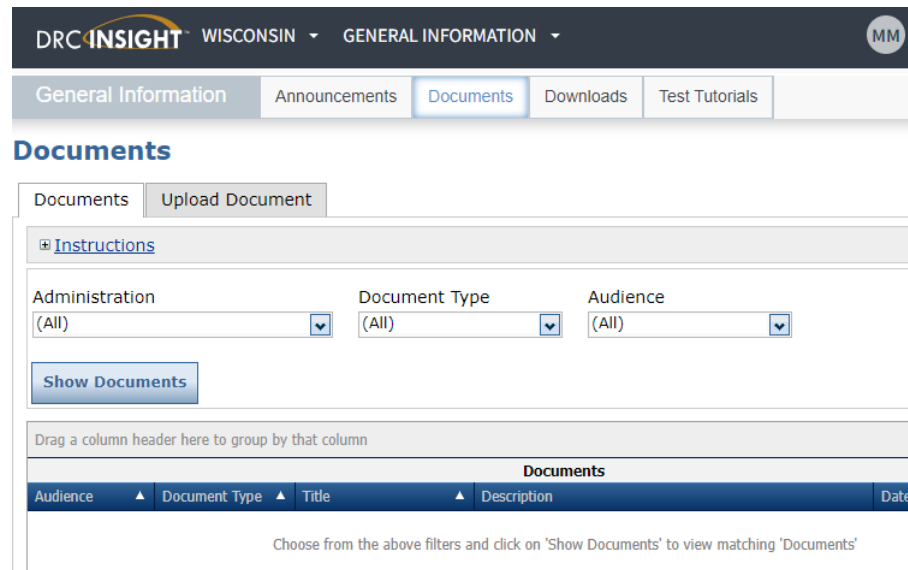 DRC INSIGHT WISCONSIN GENERAL INFORMATION MM
General Information Announcements Documents Downloads Test Tutorials
Documents
Documents Upload Document
Instructions
Administration Document Type Audience
(All) (All) (All)
Show Documents
Drag a column header here to group by that column
Documents
Audience Document Type Title Description Date
Choose from the above filters and click on 'Show Documents' to view matching 'Documents'